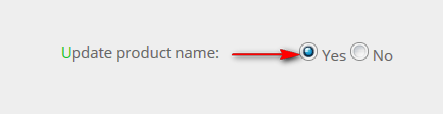 Update product name: Yes No